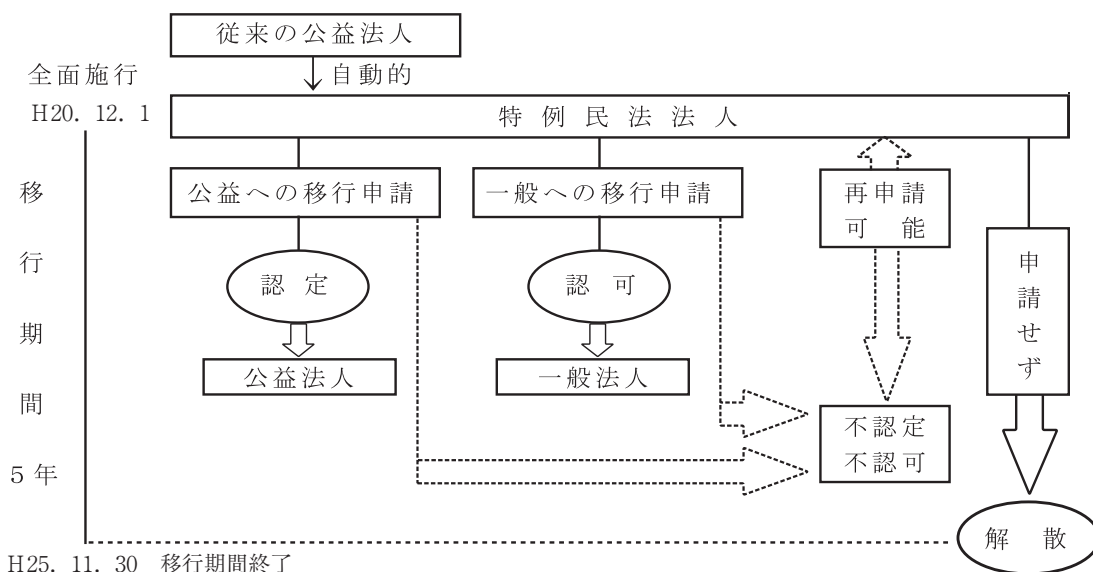 従来の公益法人
全面施行
自動的
H20. 12. 1
特例民法法人
移行期間5年
公益への移行申請
一般への移行申請
再申請
可能
認定
認可
申請せず
公益法人
一般法人
不認定
不認可
解散
H25. 11. 30 移行期間終了